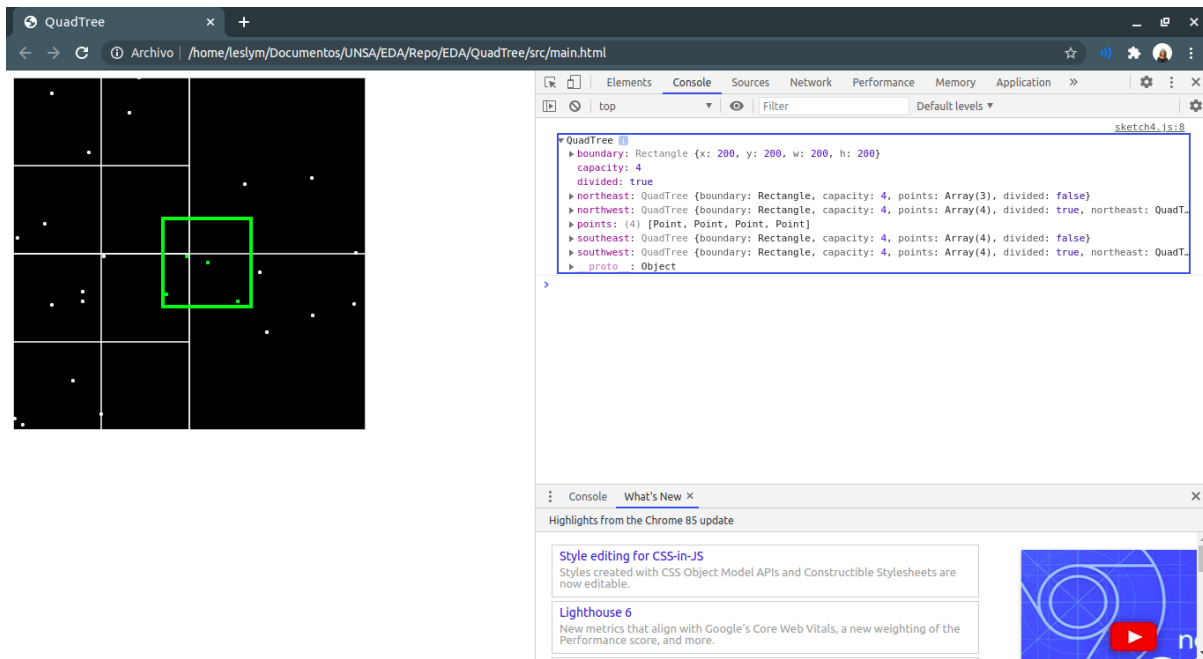 QuadTree × +
Archivo | /home/leslym/Documentos/UNSA/EDA/Repo/EDA/QuadTree/src/main.html
Elements Console Sources Network Performance Memory Application »
top ▼ Filter Default levels ▼
sketch4.js:8
▼QuadTree i
▶boundary: Rectangle {x: 200, y: 200, w: 200, h: 200}
capacity: 4
divided: true
▶northeast: QuadTree {boundary: Rectangle, capacity: 4, points: Array(3), divided: false}
▶northwest: QuadTree {boundary: Rectangle, capacity: 4, points: Array(4), divided: true, northeast: QuadT…
▶points: (4) [Point, Point, Point, Point]
▶southeast: QuadTree {boundary: Rectangle, capacity: 4, points: Array(4), divided: false}
▶southwest: QuadTree {boundary: Rectangle, capacity: 4, points: Array(4), divided: true, northeast: QuadT…
▶__proto__: Object
>
Console What's New ×
Highlights from the Chrome 85 update
Style editing for CSS-in-JS
Styles created with CSS Object Model APIs and Constructible Stylesheets are
now editable.
Lighthouse 6
New metrics that align with Google's Core Web Vitals, a new weighting of the
Performance score, and more.